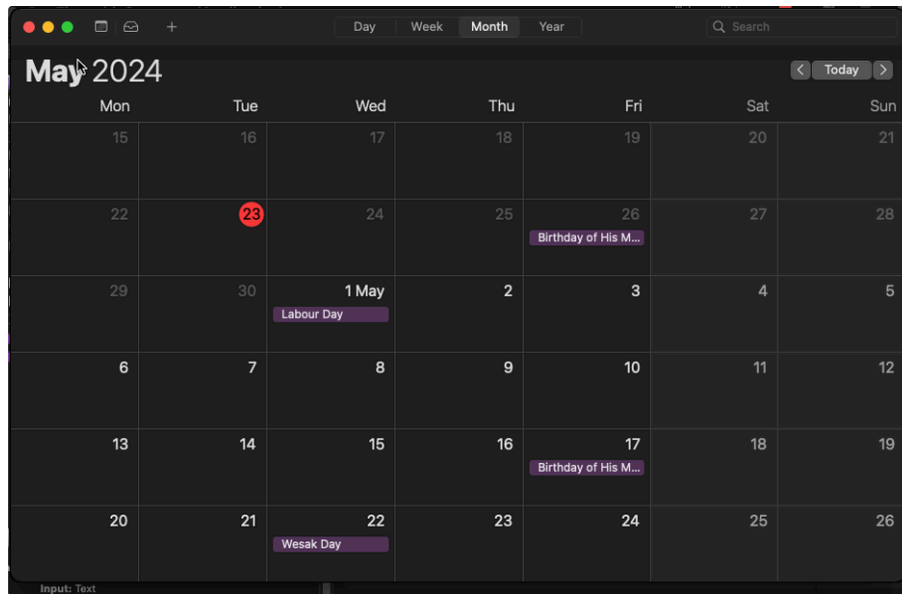 Day Week Month Year Search
May 2024
Today
Mon Tue Wed Thu Fri Sat Sun
15 16 17 18 19 20 21
22 23 24 25 26 27 28
Birthday of His M...
29 30 1 May 2 3 4 5
Labour Day
6 7 8 9 10 11 12
13 14 15 16 17 18 19
Birthday of His M...
20 21 22 23 24 25 26
Wesak Day
Input: Text